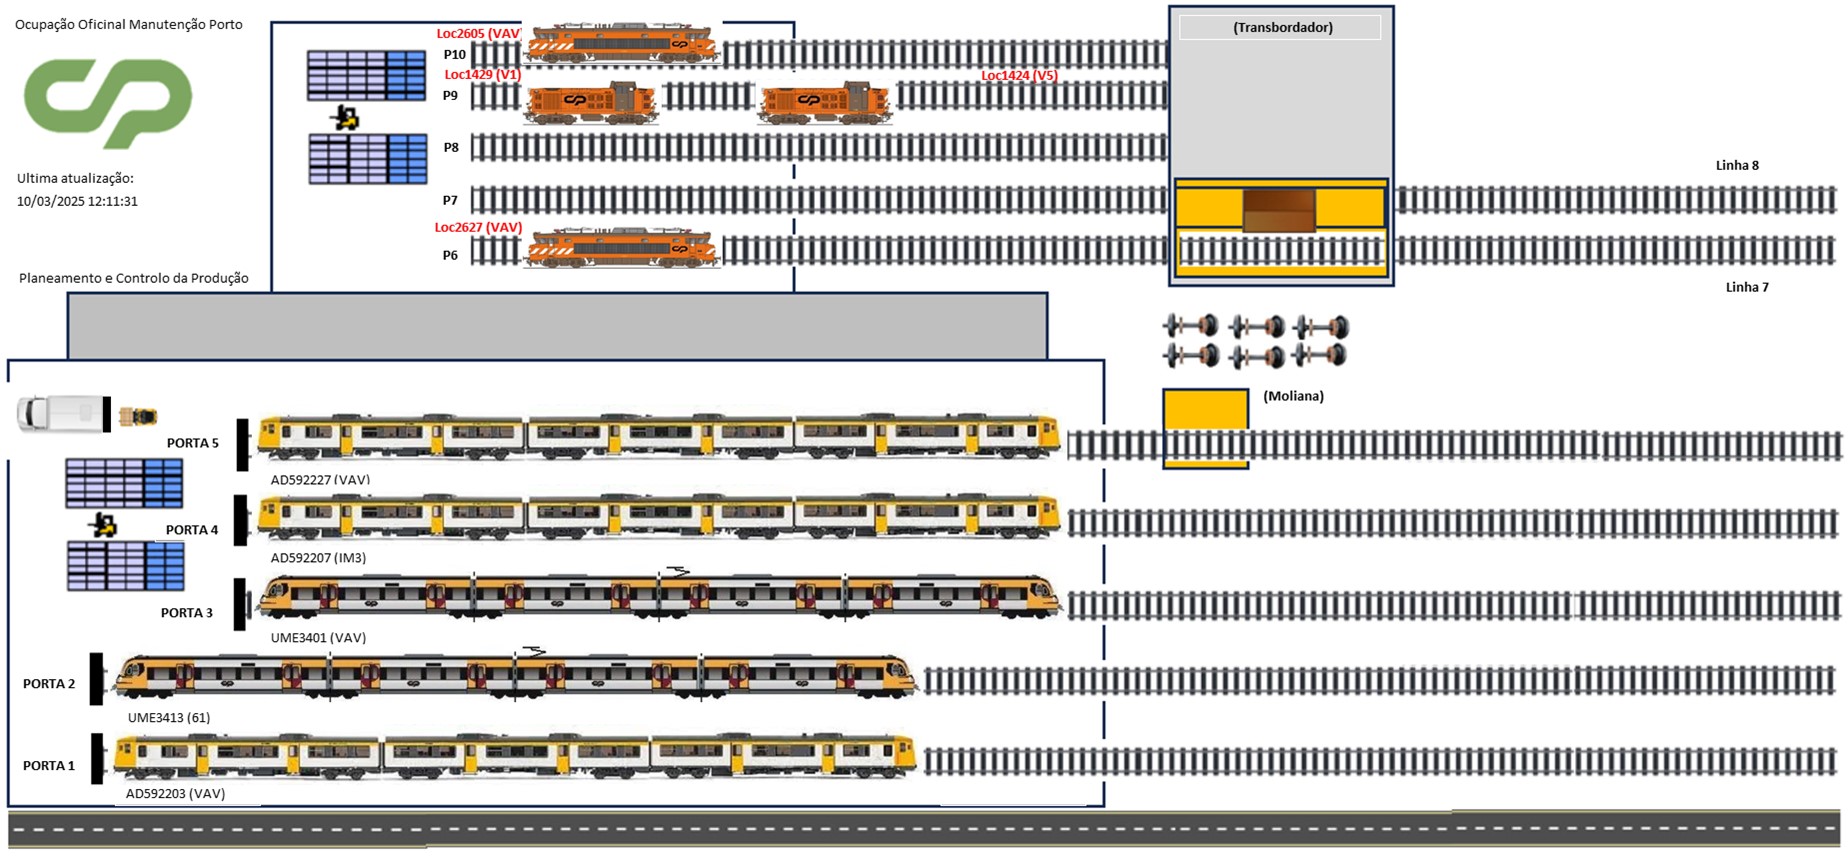 Ocupação Oficinal Manutenção Porto
Ultima atualização:
10/03/2025 12:11:31
Planeamento e Controlo da Produção
Loc2605 (VAV)
P10
Loc1429 (V1)
Loc1424 (V5)
P9
P8
P7
Loc2627 (VAV)
P6
(Transbordador)
Linha 8
Linha 7
(Moliana)
PORTA 5
AD592227 (VAV)
PORTA 4
AD592207 (IM3)
PORTA 3
UME3401 (VAV)
PORTA 2
UME3413 (61)
PORTA 1
AD592203 (VAV)